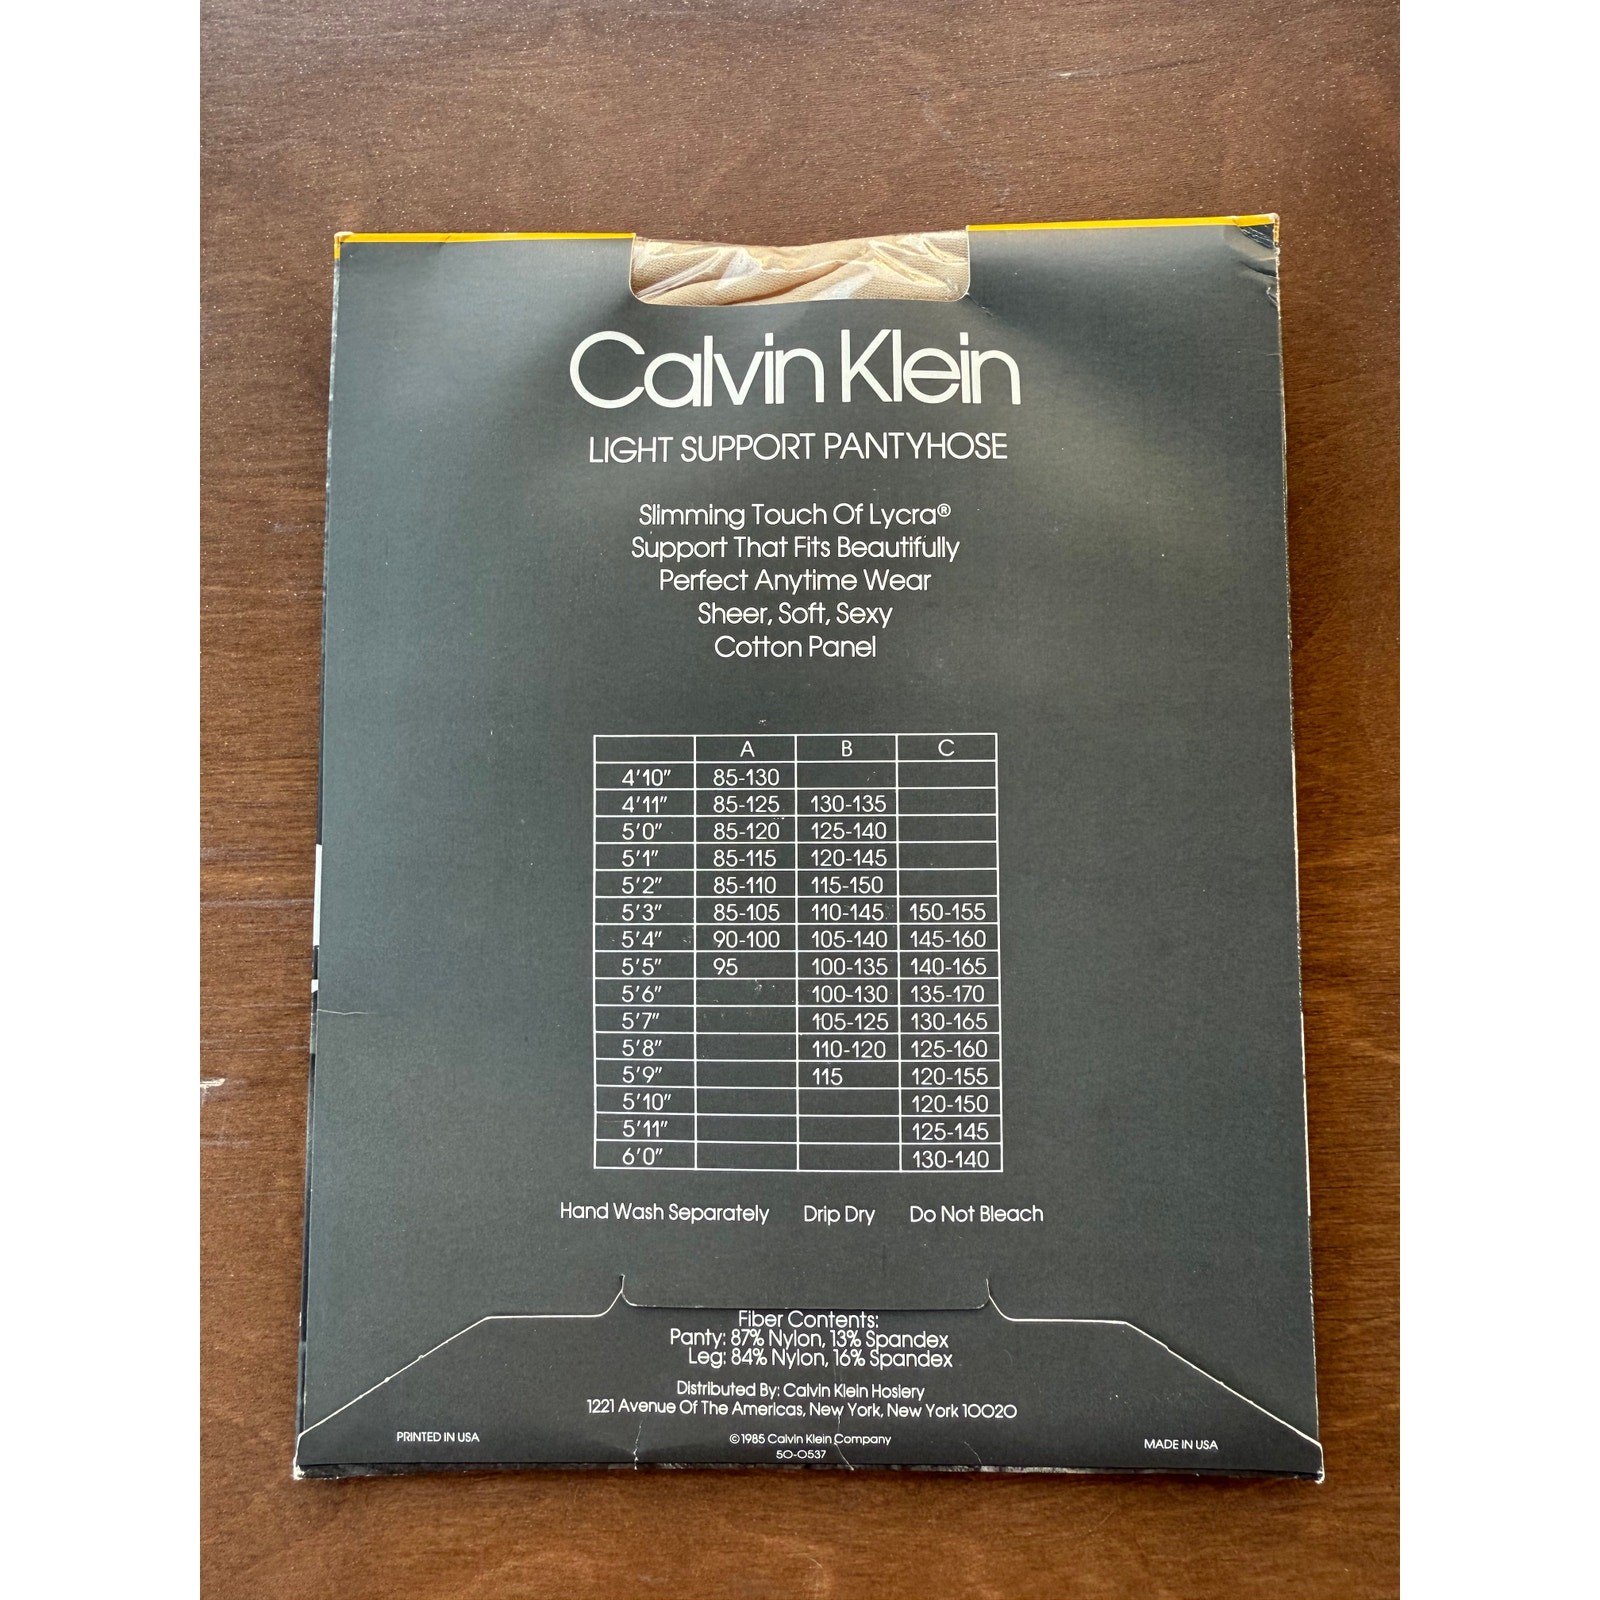 Calvin Klein
LIGHT SUPPORT PANTYHOSE
Slimming Touch Of Lycra®
Support That Fits Beautifully
Perfect Anytime Wear
Sheer, Soft, Sexy
Cotton Panel
A B C
4'10" 85-130
4'11" 85-125 130-135
5'0" 85-120 125-140
5'1" 85-115 120-145
5'2" 85-110 115-150
5'3" 85-105 110-145 150-155
5'4" 90-100 105-140 145-160
5'5" 95 100-135 140-165
5'6" 100-130 135-170
5'7" 105-125 130-165
5'8" 110-120 125-160
5'9" 115 120-155
5'10" 120-150
5'11" 125-145
6'0" 130-140
Hand Wash Separately Drip Dry Do Not Bleach
Fiber Contents:
Panty: 87% Nylon, 13% Spandex
Leg: 84% Nylon, 16% Spandex
Distributed By: Calvin Klein Hosiery
1221 Avenue Of The Americas, New York, New York 10020
PRINTED IN USA
©1985 Calvin Klein Company
50-0537
MADE IN USA